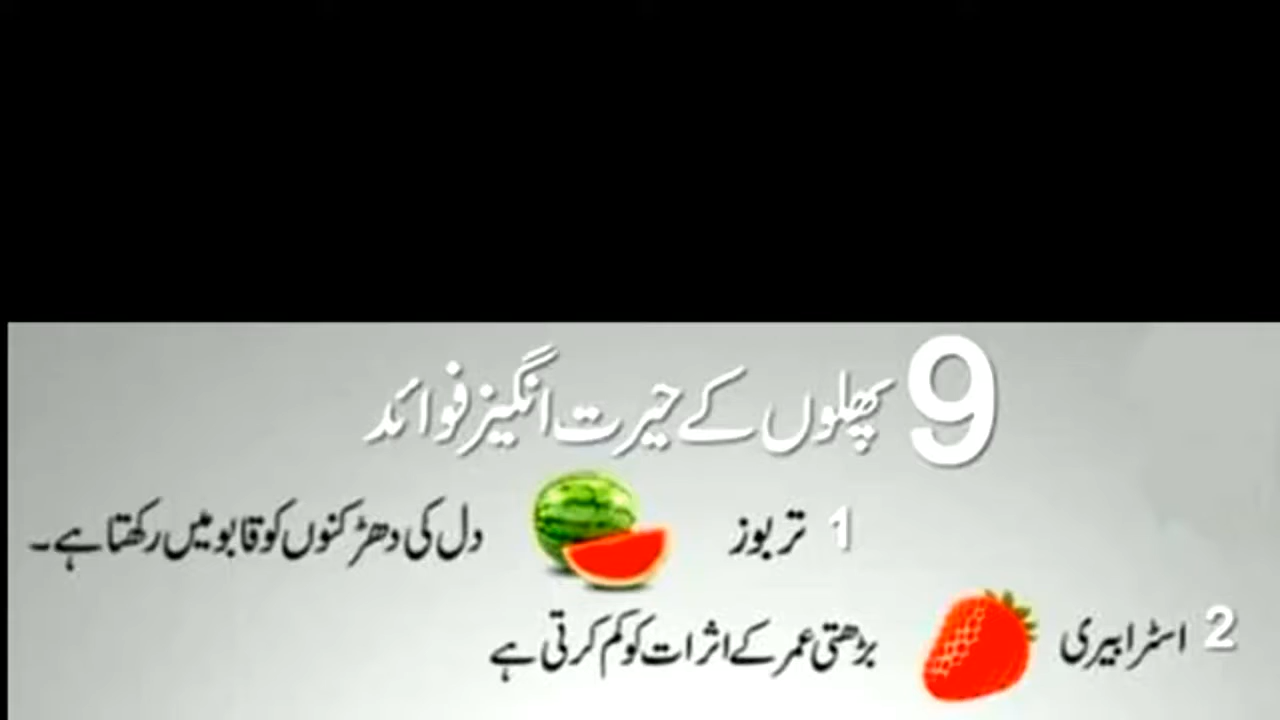 9 پھلوں کے حیرت انگیز فوائد
1 تربوز دل کی دھڑکنوں کو قابو میں رکھتا ہے۔
2 اسٹرابیری بڑھتی عمر کے اثرات کو کم کرتی ہے